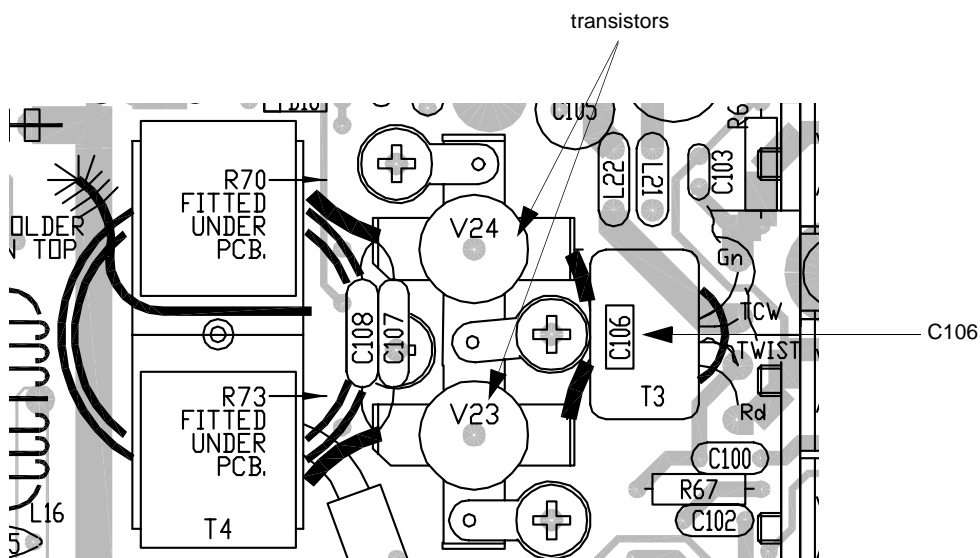 transistors
C105
L22
L21
C103
R70
FITTED
UNDER
PCB.
V24
OLDER
TOP
Gn
TCW
C108
C107
C106
C106
TWIST
R73
FITTED
UNDER
PCB.
V23
T3
Rd
C100
R67
L16
T4
C102
5